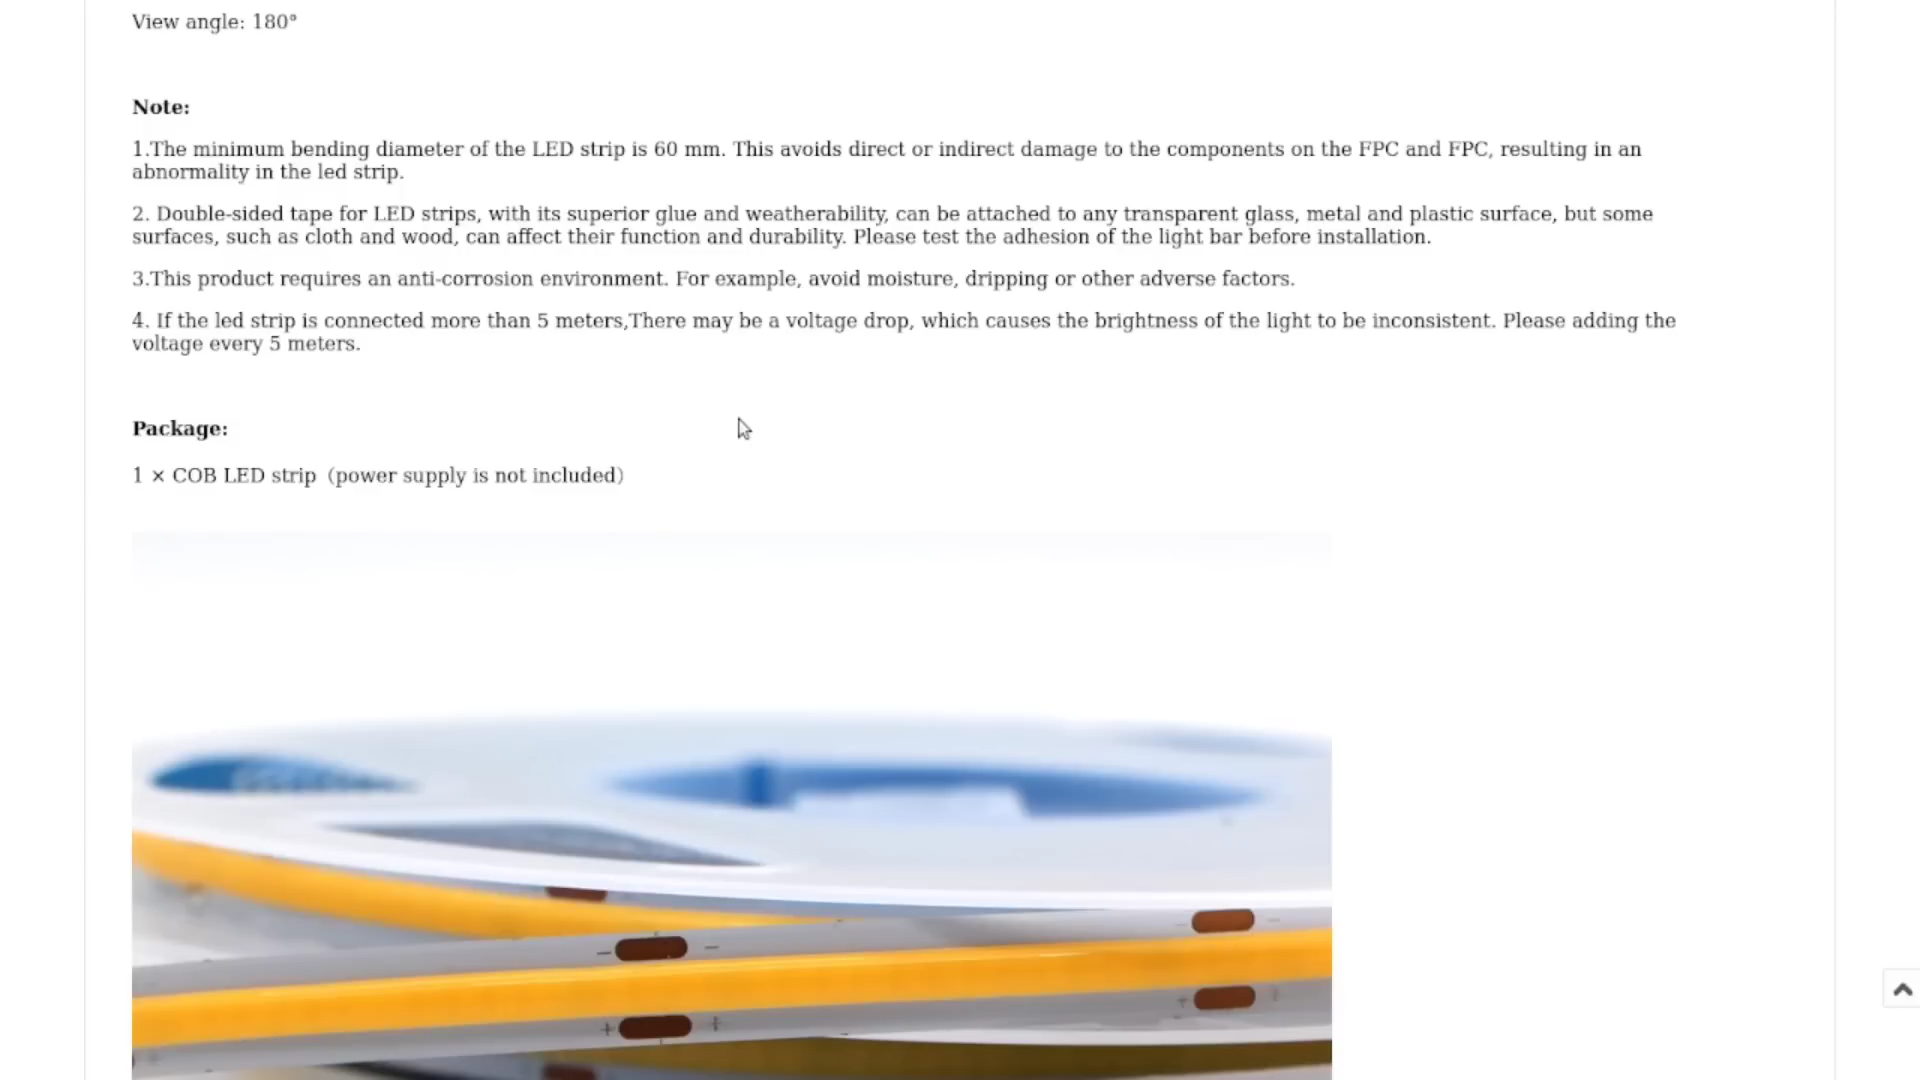 View angle: 180°
Note:
1.The minimum bending diameter of the LED strip is 60 mm. This avoids direct or indirect damage to the components on the FPC and FPC, resulting in an
abnormality in the led strip.
2. Double-sided tape for LED strips, with its superior glue and weatherability, can be attached to any transparent glass, metal and plastic surface, but some
surfaces, such as cloth and wood, can affect their function and durability. Please test the adhesion of the light bar before installation.
3.This product requires an anti-corrosion environment. For example, avoid moisture, dripping or other adverse factors.
4. If the led strip is connected more than 5 meters,There may be a voltage drop, which causes the brightness of the light to be inconsistent. Please adding the
voltage every 5 meters.
Package:
1 × COB LED strip（power supply is not included）
- -
+ +